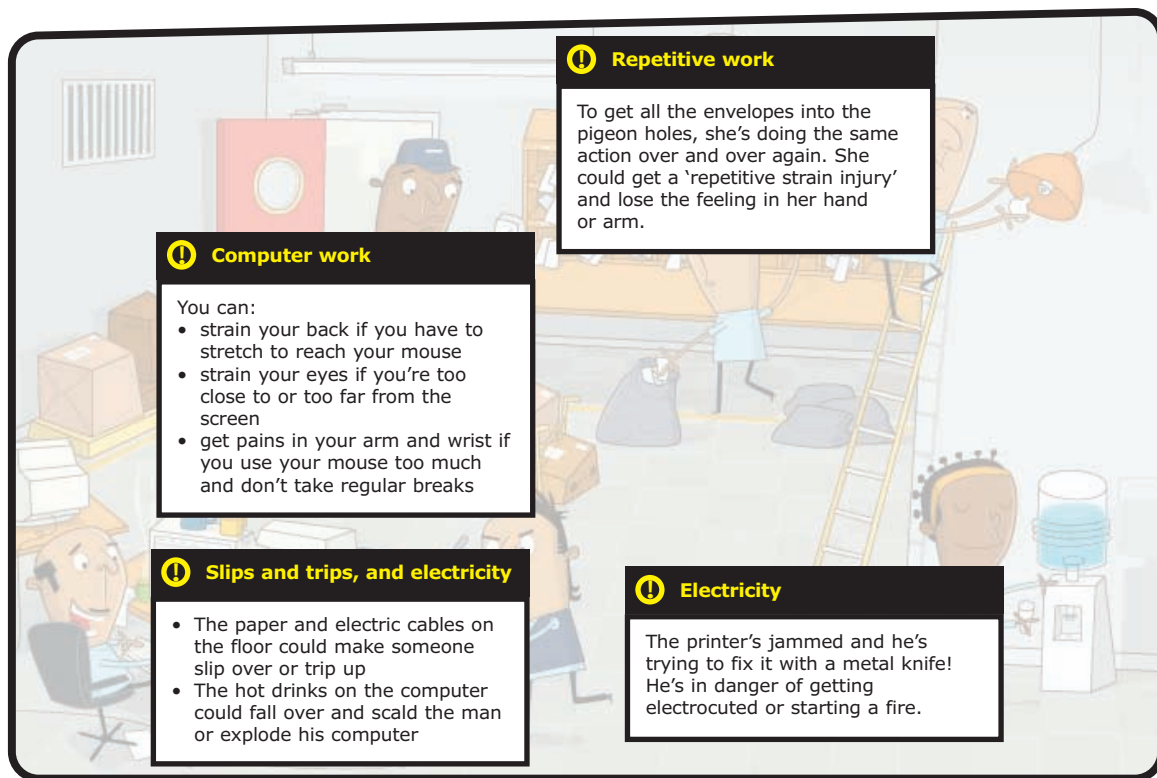 Repetitive work
To get all the envelopes into the
pigeon holes, she's doing the same
action over and over again. She
could get a ‘repetitive strain injury’
and lose the feeling in her hand
or arm.
Computer work
You can:
• strain your back if you have to
stretch to reach your mouse
• strain your eyes if you're too
close to or too far from the
screen
• get pains in your arm and wrist if
you use your mouse too much
and don't take regular breaks
Slips and trips, and electricity
• The paper and electric cables on
the floor could make someone
slip over or trip up
• The hot drinks on the computer
could fall over and scald the man
or explode his computer
Electricity
The printer's jammed and he's
trying to fix it with a metal knife!
He's in danger of getting
electrocuted or starting a fire.